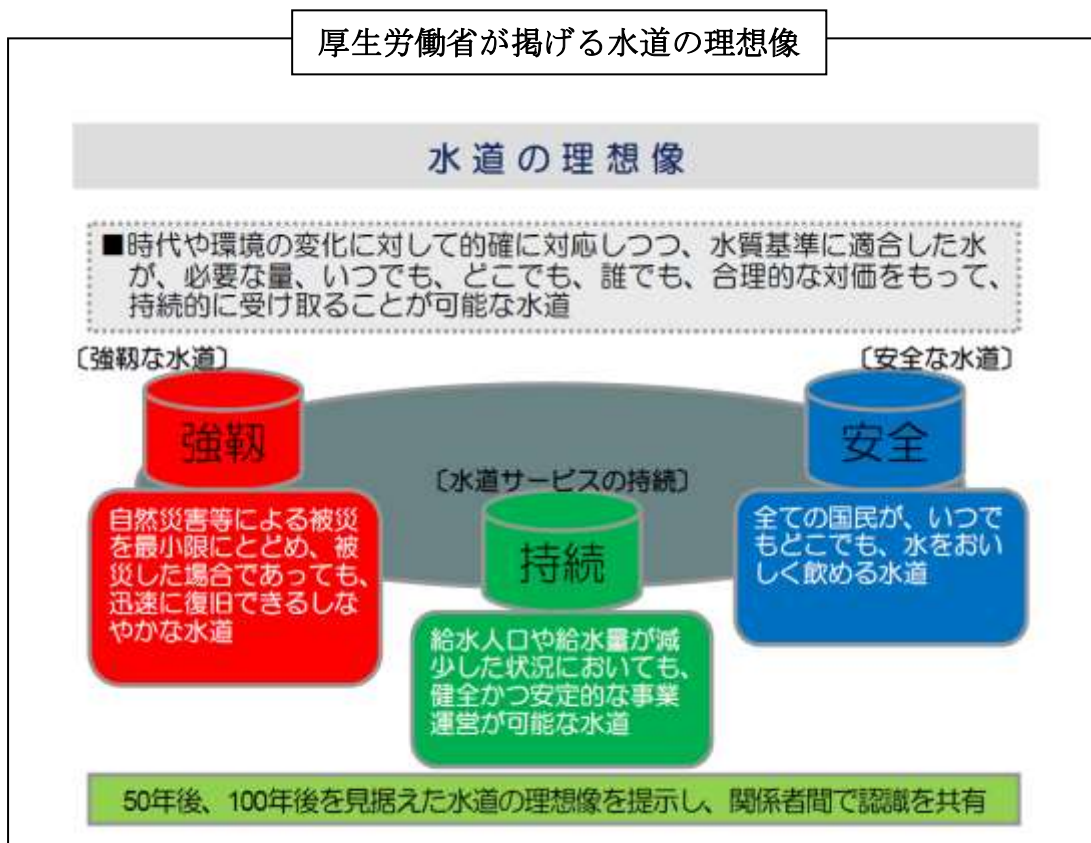 厚生労働省が掲げる水道の理想像
水道の理想像
■時代や環境の変化に対して的確に対応しつつ、水質基準に適合した水
が、必要な量、いつでも、どこでも、誰でも、合理的な対価をもって、
持続的に受け取ることが可能な水道
〔強靱な水道〕
〔安全な水道〕
強靱
安全
〔水道サービスの持続〕
持続
自然災害等による被災
を最小限にとどめ、被
災した場合であっても、
迅速に復旧できるしな
やかな水道
給水人口や給水量が減
少した状況においても、
健全かつ安定的な事業
運営が可能な水道
全ての国民が、いつで
もどこでも、水をおい
しく飲める水道
50年後、100年後を見据えた水道の理想像を提示し、関係者間で認識を共有